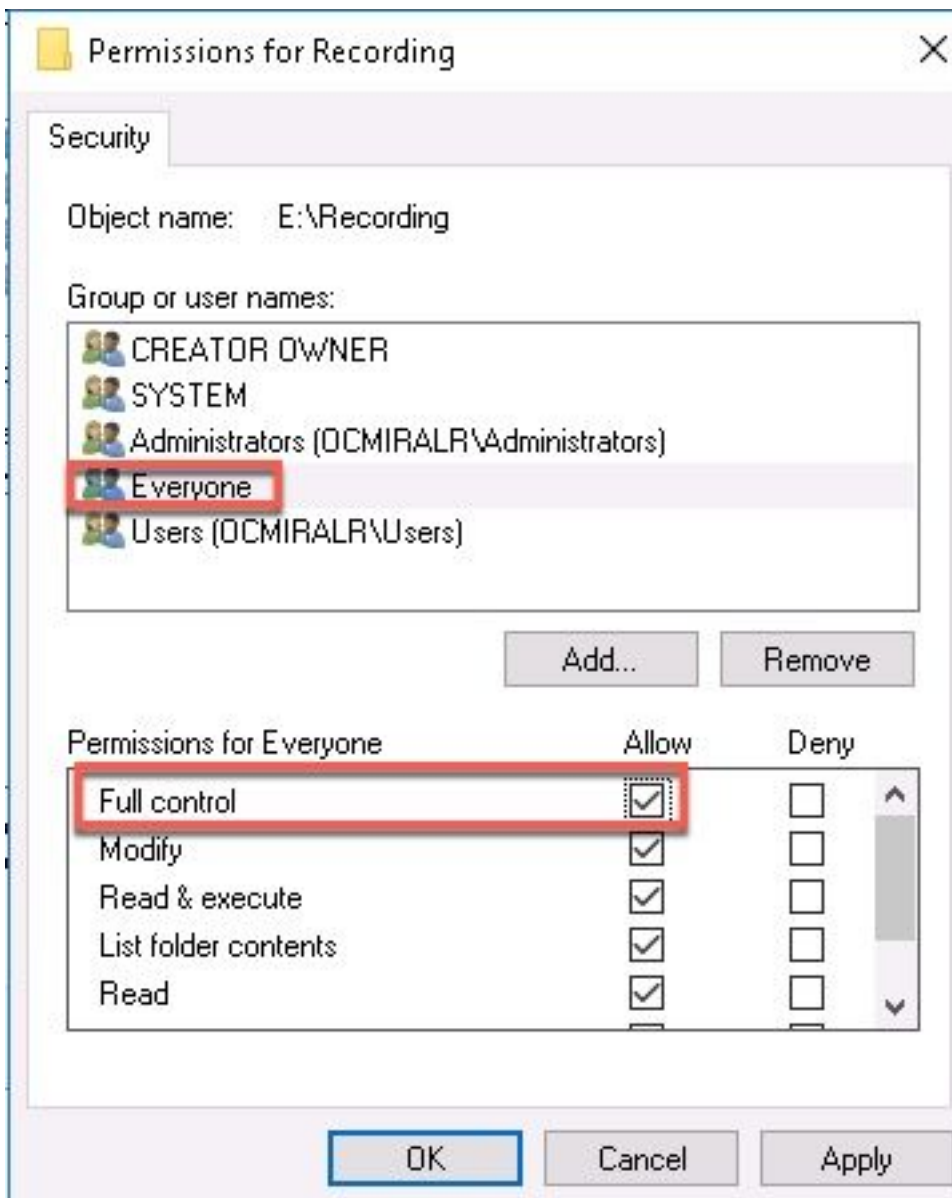 Permissions for Recording
Security
Object name: E:\Recording
Group or user names:
CREATOR OWNER
SYSTEM
Administrators (OCMIRALR\Administrators)
Everyone
Users (OCMIRALR\Users)
Add... Remove
Permissions for Everyone Allow Deny
Full control
Modify
Read & execute
List folder contents
Read
OK Cancel Apply